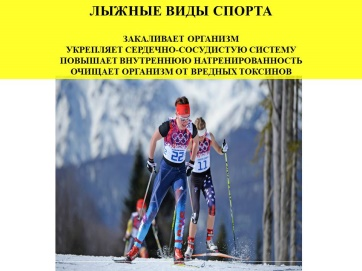 ЛЫЖНЫЕ ВИДЫ СПОРТА
ЗАКАЛИВАЕТ ОРГАНИЗМ
УКРЕПЛЯЕТ СЕРДЕЧНО-СОСУДИСТУЮ СИСТЕМУ
ПОВЫШАЕТ ВНУТРЕННЮЮ НАТРЕНИРОВАННОСТЬ
ОЧИЩАЕТ ОРГАНИЗМ ОТ ВРЕДНЫХ ТОКСИНОВ
22
11